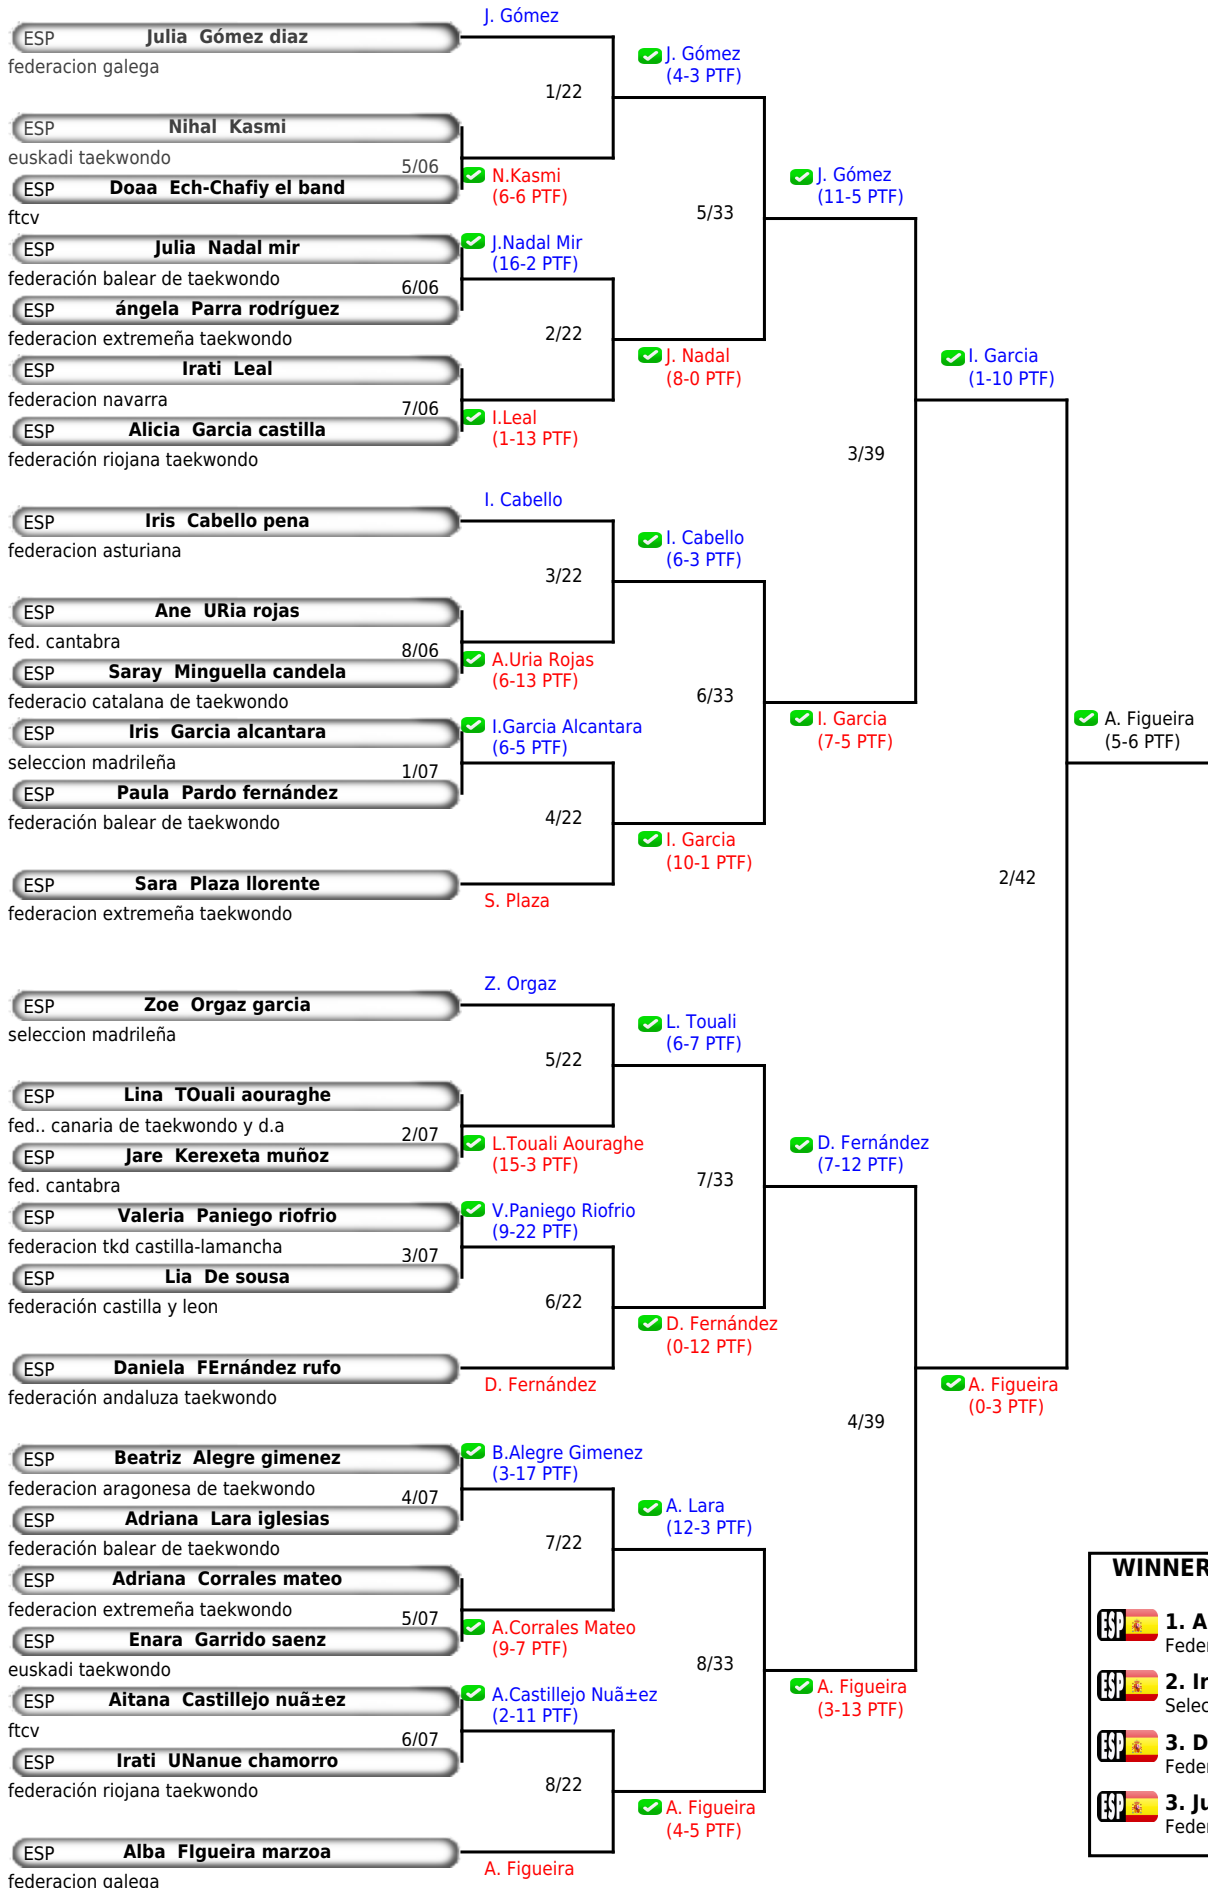 J. Gómez
ESP Julia Gómez diaz
federacion galega
J. Gómez
(4-3 PTF)
1/22
ESP Nihal Kasmi
euskadi taekwondo
5/06
ESP Doaa Ech-Chafiy el band
ftcv
N.Kasmi
(6-6 PTF)
J. Gómez
(11-5 PTF)
5/33
ESP Julia Nadal mir
federación balear de taekwondo
J.Nadal Mir
(16-2 PTF)
6/06
ESP ángela Parra rodríguez
federacion extremeña taekwondo
2/22
J. Nadal
(8-0 PTF)
ESP Irati Leal
federacion navarra
7/06
ESP Alicia Garcia castilla
federación riojana taekwondo
I.Leal
(1-13 PTF)
I. Garcia
(1-10 PTF)
3/39
I. Cabello
ESP Iris Cabello pena
federacion asturiana
I. Cabello
(6-3 PTF)
3/22
ESP Ane URia rojas
fed. cantabra
8/06
ESP Saray Minguella candela
federacio catalana de taekwondo
A.Uria Rojas
(6-13 PTF)
6/33
ESP Iris Garcia alcantara
seleccion madrileña
I.Garcia Alcantara
(6-5 PTF)
I. Garcia
(7-5 PTF)
A. Figueira
(5-6 PTF)
1/07
ESP Paula Pardo fernández
federación balear de taekwondo
4/22
I. Garcia
(10-1 PTF)
ESP Sara Plaza llorente
federacion extremeña taekwondo
S. Plaza
2/42
Z. Orgaz
ESP Zoe Orgaz garcia
seleccion madrileña
L. Touali
(6-7 PTF)
5/22
ESP Lina TOuali aouraghe
fed.. canaria de taekwondo y d.a
2/07
ESP Jare Kerexeta muñoz
fed. cantabra
L.Touali Aouraghe
(15-3 PTF)
D. Fernández
(7-12 PTF)
7/33
ESP Valeria Paniego riofrio
federacion tkd castilla-lamancha
V.Paniego Riofrio
(9-22 PTF)
3/07
ESP Lia De sousa
federación castilla y leon
6/22
D. Fernández
(0-12 PTF)
ESP Daniela FErnández rufo
federación andaluza taekwondo
D. Fernández
A. Figueira
(0-3 PTF)
4/39
ESP Beatriz Alegre gimenez
federacion aragonesa de taekwondo
B.Alegre Gimenez
(3-17 PTF)
4/07
ESP Adriana Lara iglesias
federación balear de taekwondo
A. Lara
(12-3 PTF)
7/22
ESP Adriana Corrales mateo
federacion extremeña taekwondo
5/07
ESP Enara Garrido saenz
euskadi taekwondo
A.Corrales Mateo
(9-7 PTF)
8/33
ESP Aitana Castillejo nuã±ez
ftcv
A.Castillejo Nuã±ez
(2-11 PTF)
A. Figueira
(3-13 PTF)
6/07
ESP Irati UNanue chamorro
federación riojana taekwondo
8/22
A. Figueira
(4-5 PTF)
ESP Alba FIgueira marzoa
federacion galega
A. Figueira
WINNER
ESP 1. A
Feder
ESP 2. Ir
Selec
ESP 3. D
Feder
ESP 3. Ju
Feder